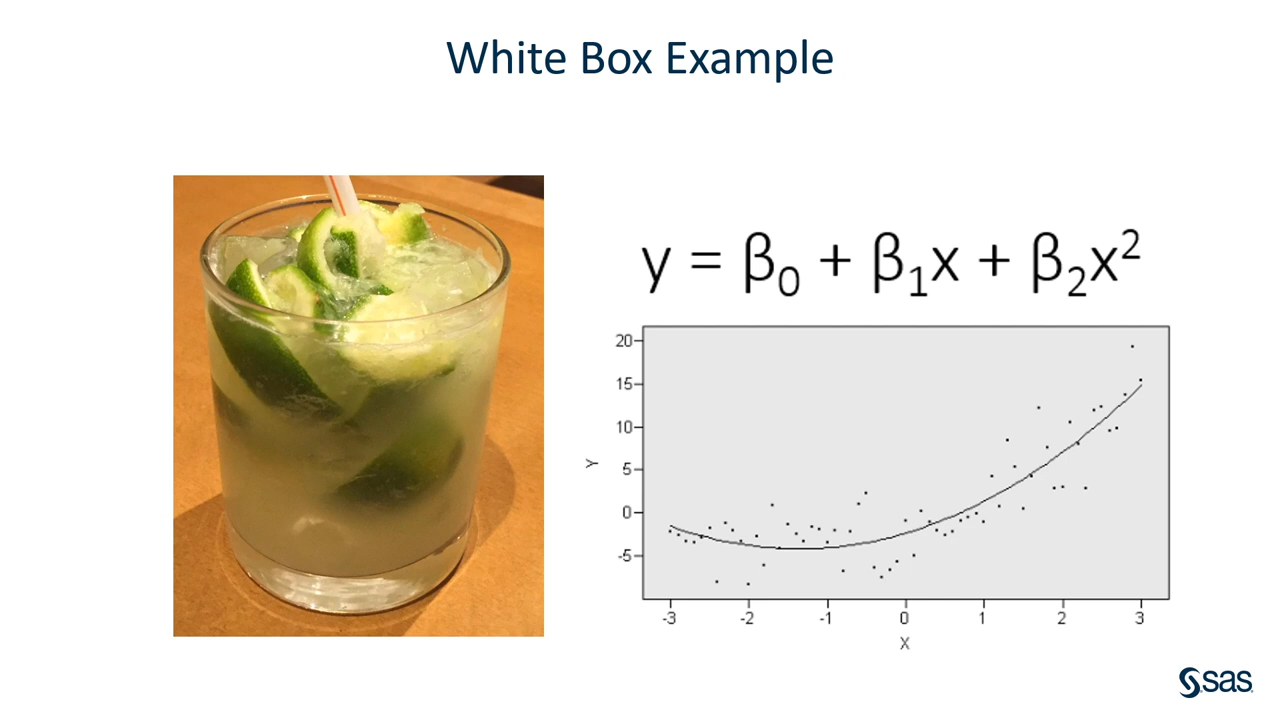 White Box Example
y = β₀ + β₁x + β₂x²
20
15
10
5
0
-5
Y
-3 -2 -1 0 1 2 3
X
sas